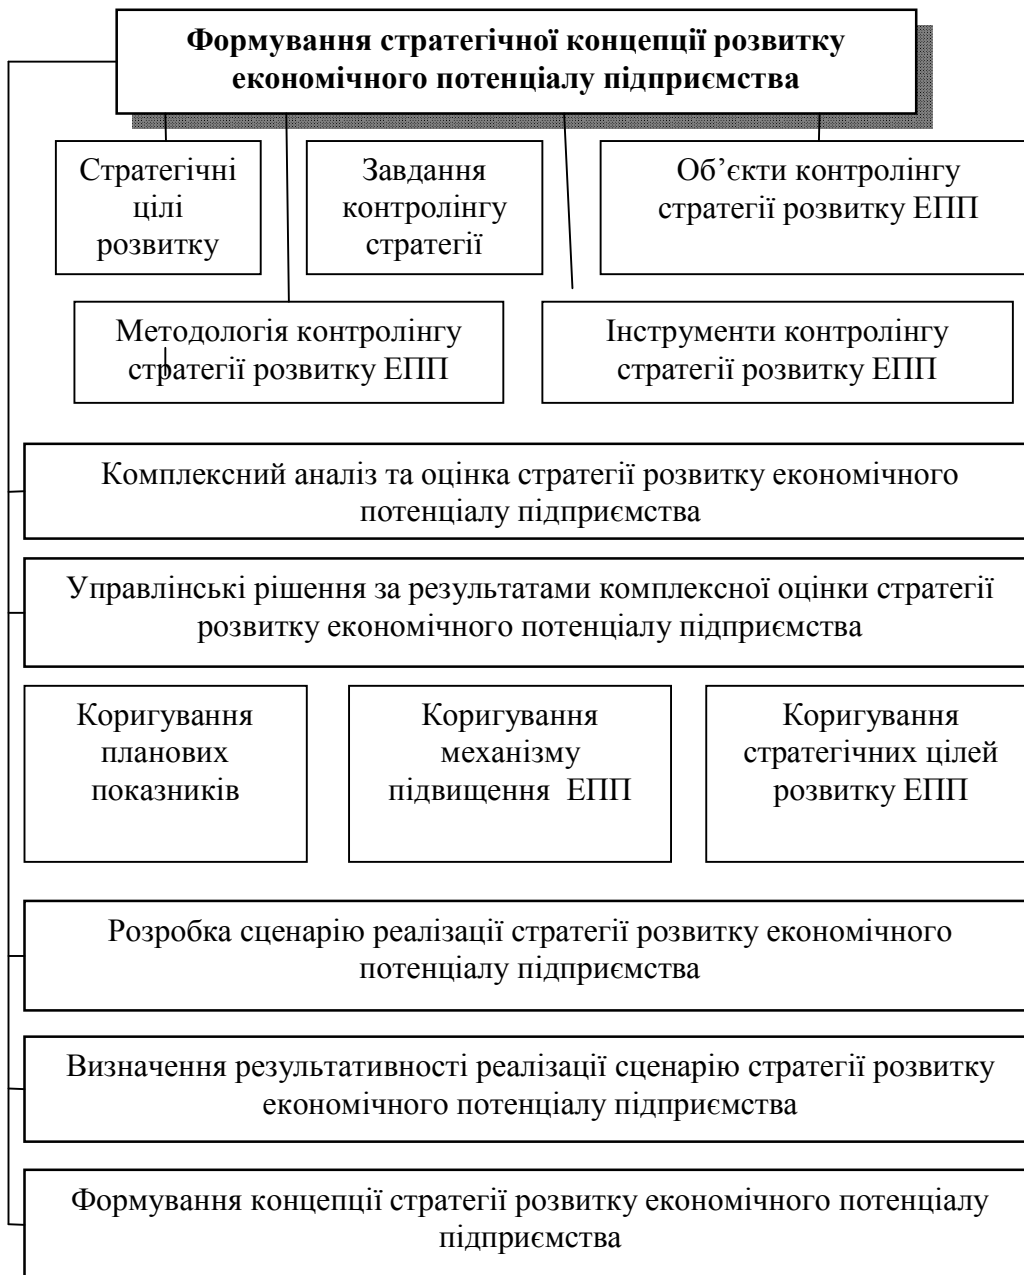 Формування стратегічної концепції розвитку
економічного потенціалу підприємства
Стратегічні
цілі
розвитку
Завдання
контролінгу
стратегії
Об’єкти контролінгу
стратегії розвитку ЕПП
Методологія контролінгу
стратегії розвитку ЕПП
Інструменти контролінгу
стратегії розвитку ЕПП
Комплексний аналіз та оцінка стратегії розвитку економічного
потенціалу підприємства
Управлінські рішення за результатами комплексної оцінки стратегії
розвитку економічного потенціалу підприємства
Коригування
планових
показників
Коригування
механізму
підвищення ЕПП
Коригування
стратегічних цілей
розвитку ЕПП
Розробка сценарію реалізації стратегії розвитку економічного
потенціалу підприємства
Визначення результативності реалізації сценарію стратегії розвитку
економічного потенціалу підприємства
Формування концепції стратегії розвитку економічного потенціалу
підприємства